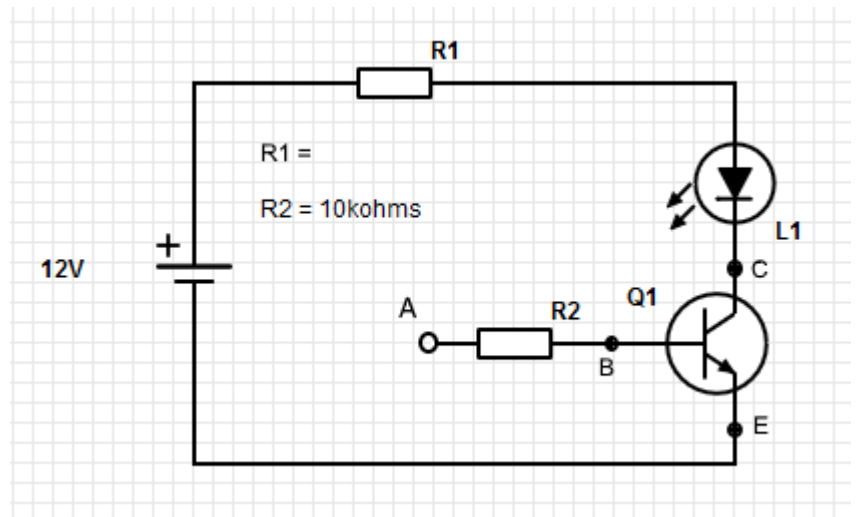 R1
R1 =
R2 = 10kohms
L1
+
12V
C
Q1
A
R2
B
E